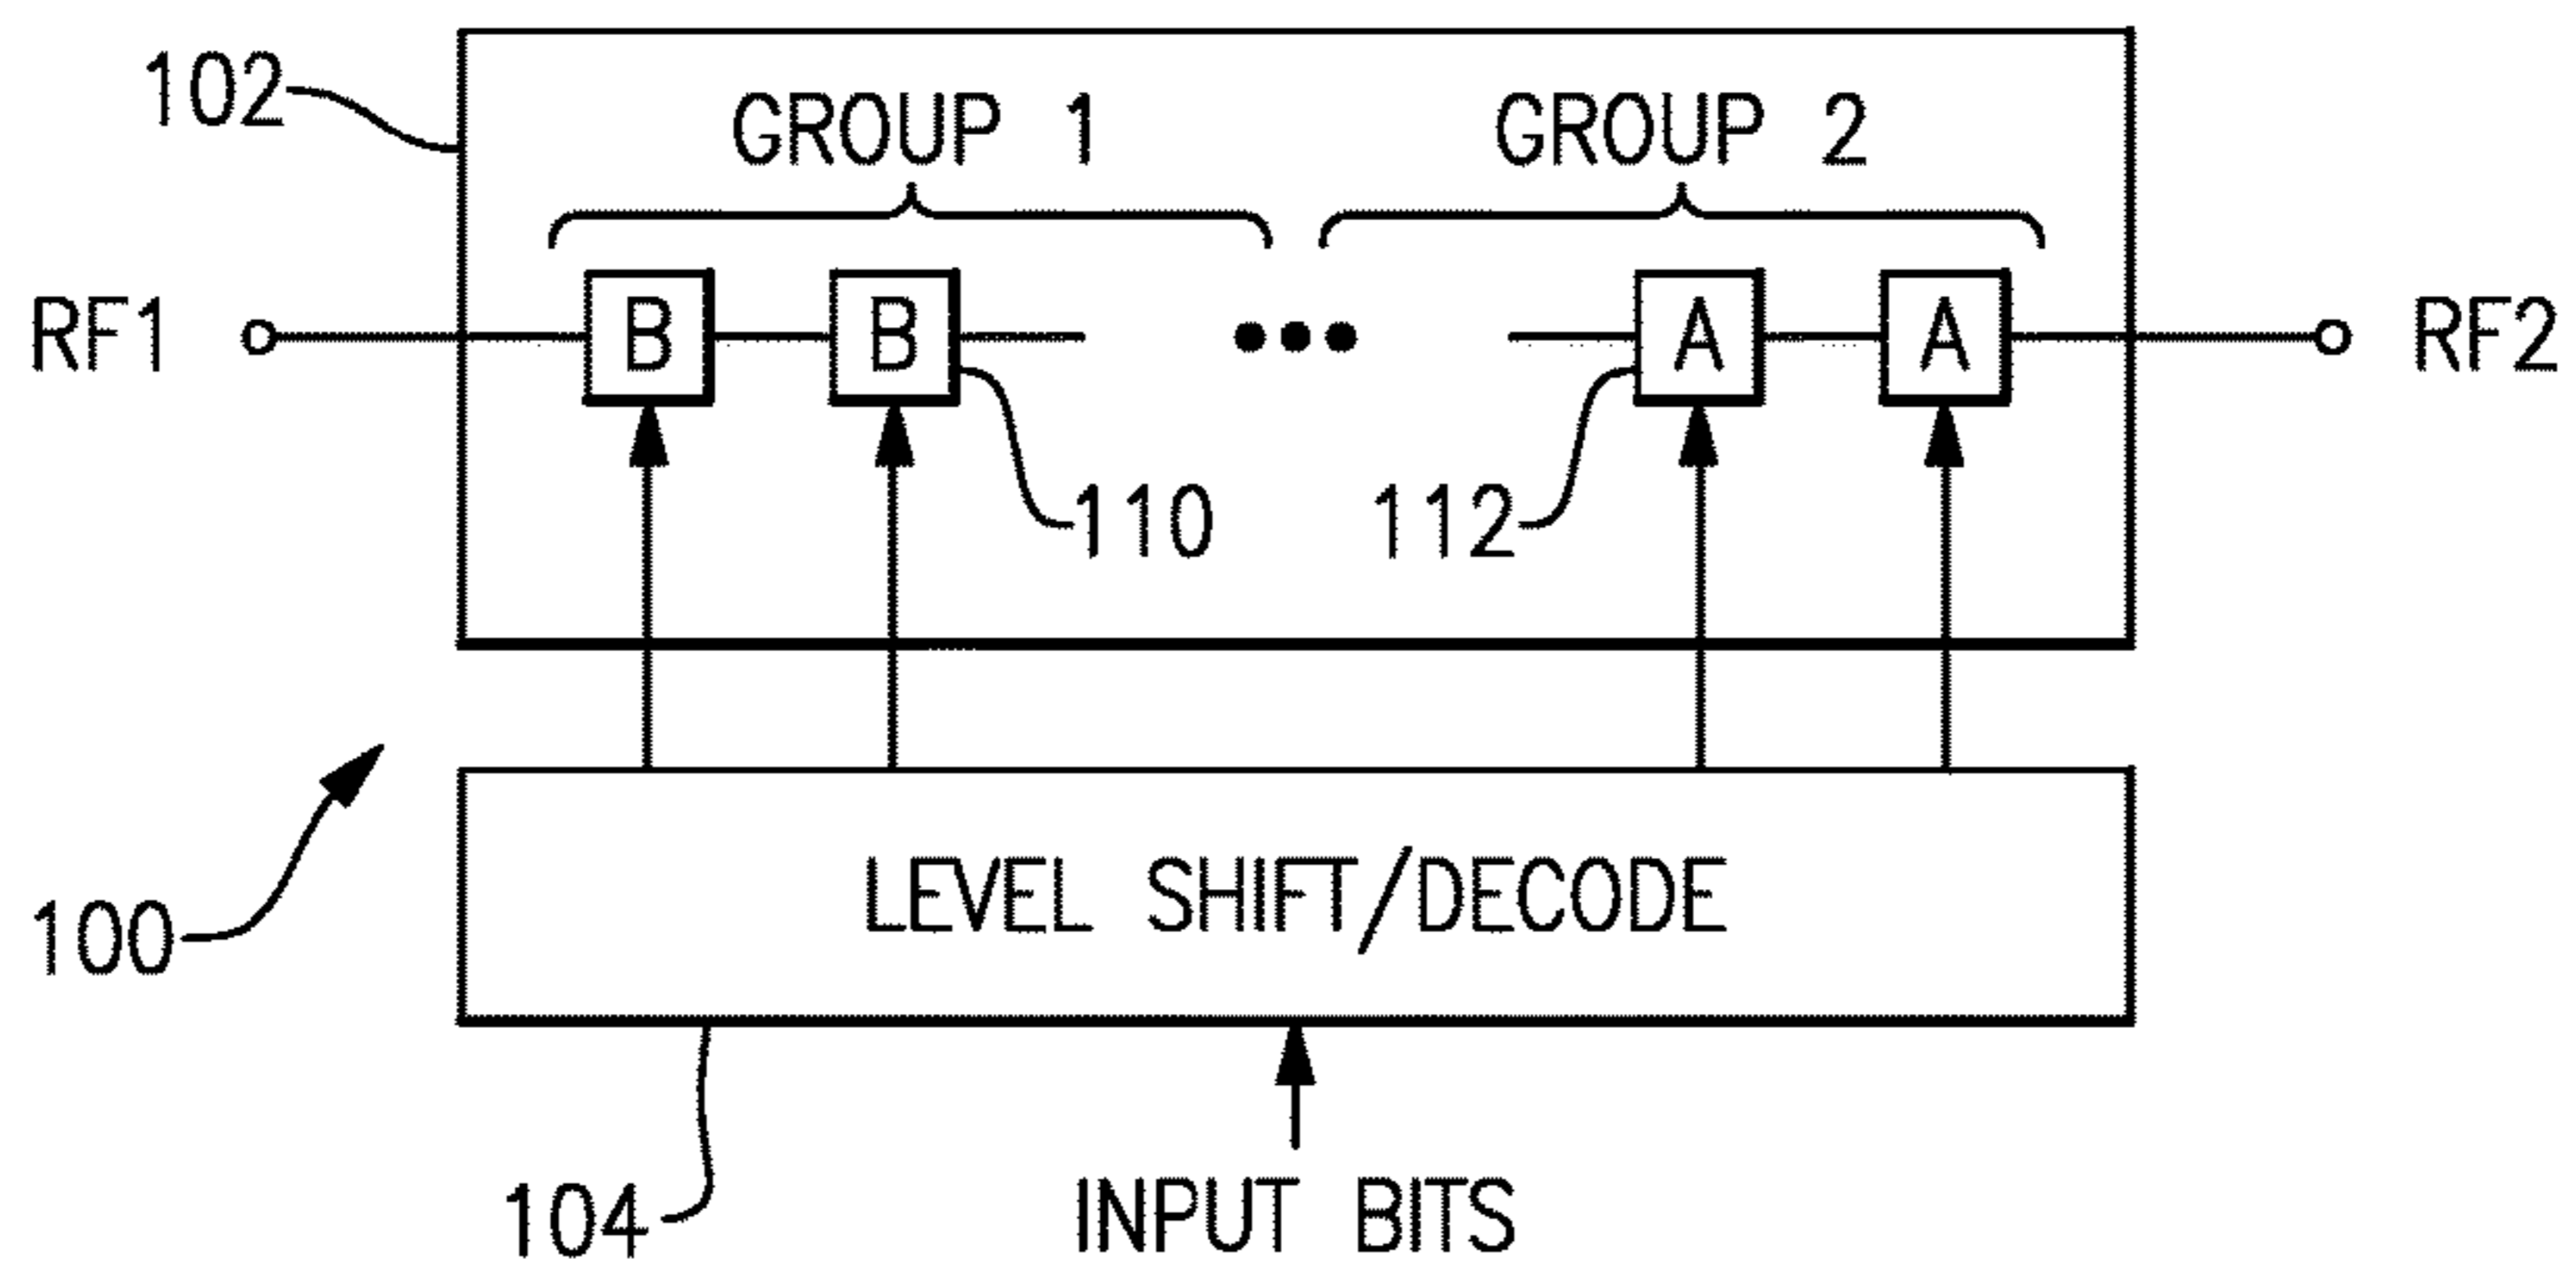 102
GROUP 1 GROUP 2
RF1 B B A A RF2
110 112
100
LEVEL SHIFT/DECODE
104
INPUT BITS